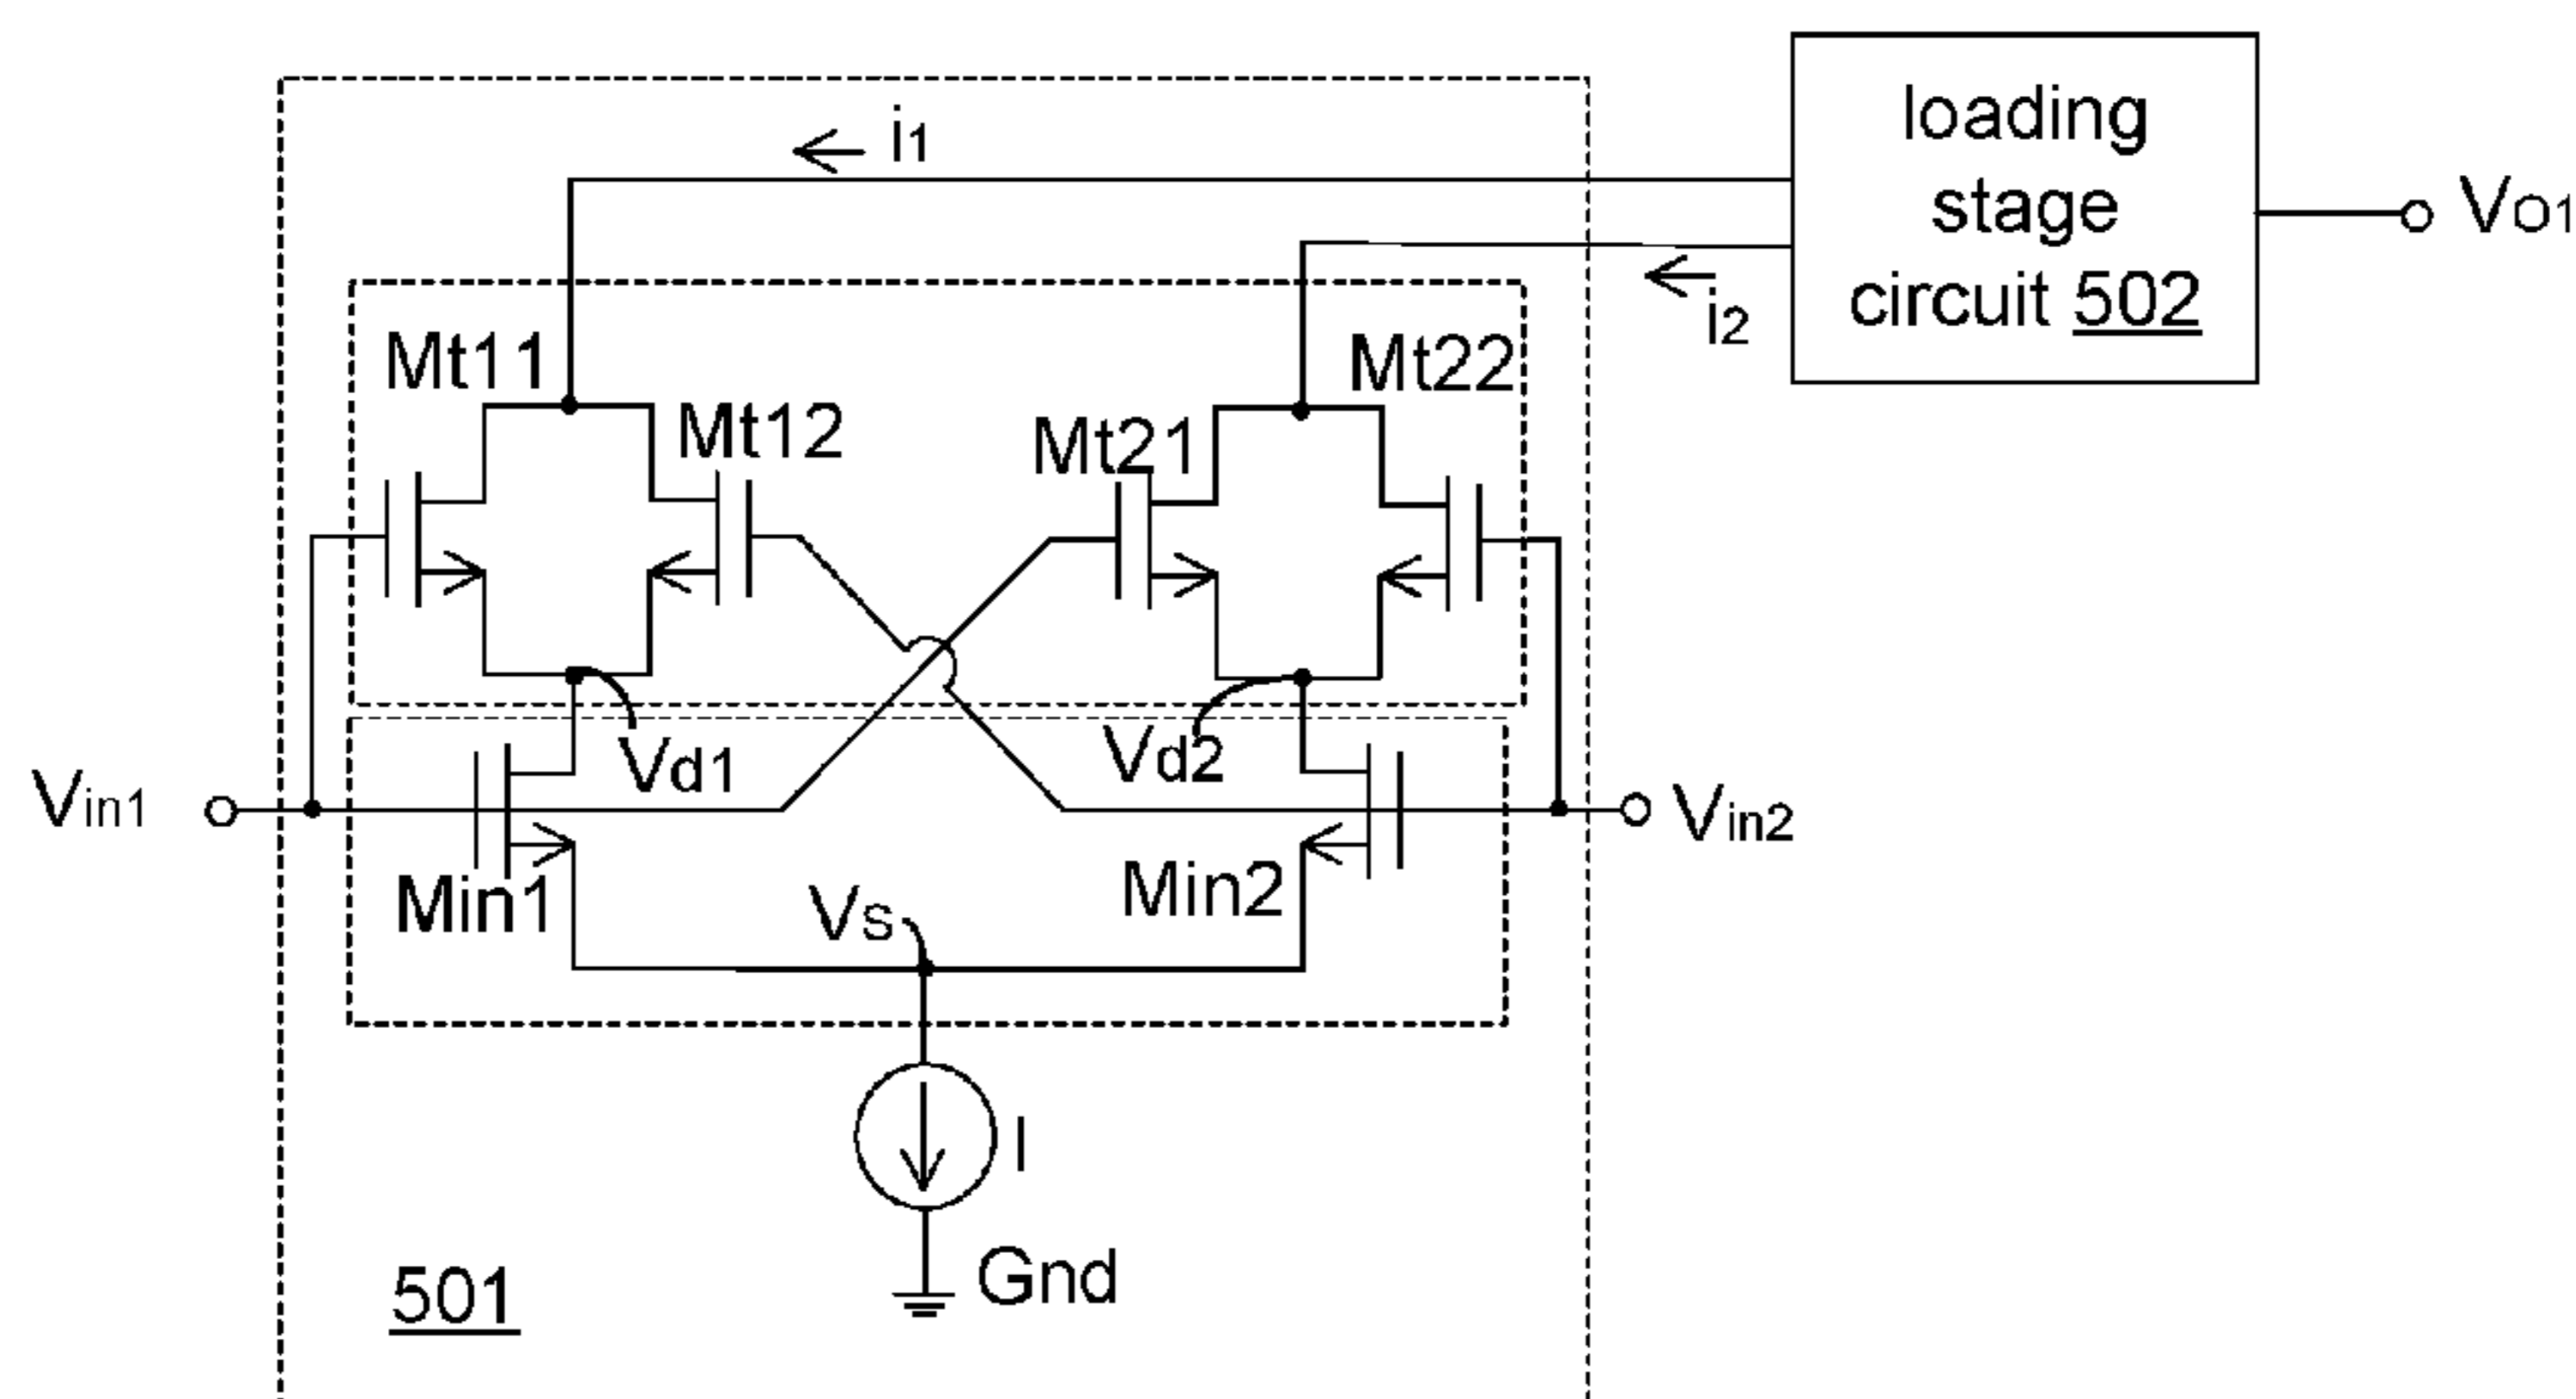 loading
stage
circuit 502
i1
i2
VO1
Mt11
Mt12
Mt21
Mt22
Vd1
Vd2
Vin1
Vin2
Min1
Min2
VS
I
Gnd
501